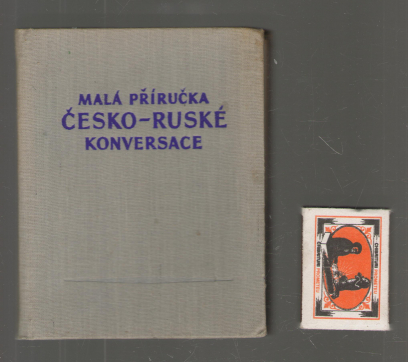 MALÁ PŘÍRUČKA
ČESKO-RUSKÉ
KONVERSACE